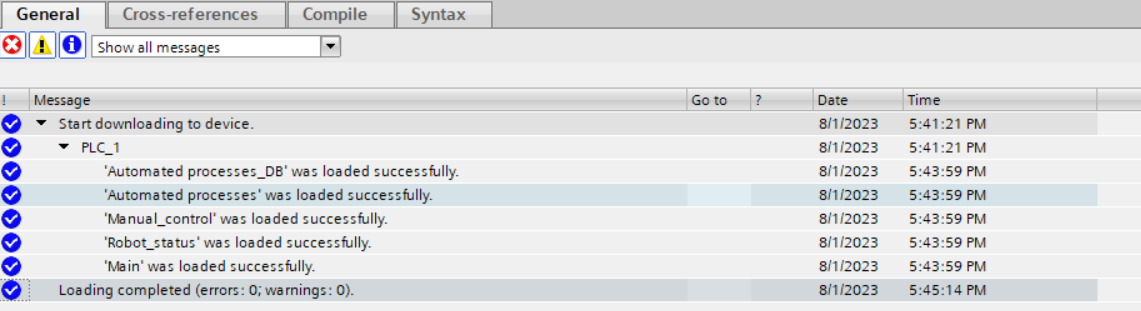 General Cross-references Compile Syntax
Show all messages
! Message Go to ? Date Time
Start downloading to device. 8/1/2023 5:41:21 PM
PLC_1 8/1/2023 5:41:21 PM
'Automated processes_DB' was loaded successfully. 8/1/2023 5:43:59 PM
'Automated processes' was loaded successfully. 8/1/2023 5:43:59 PM
'Manual_control' was loaded successfully. 8/1/2023 5:43:59 PM
'Robot_status' was loaded successfully. 8/1/2023 5:43:59 PM
'Main' was loaded successfully. 8/1/2023 5:43:59 PM
Loading completed (errors: 0; warnings: 0). 8/1/2023 5:45:14 PM